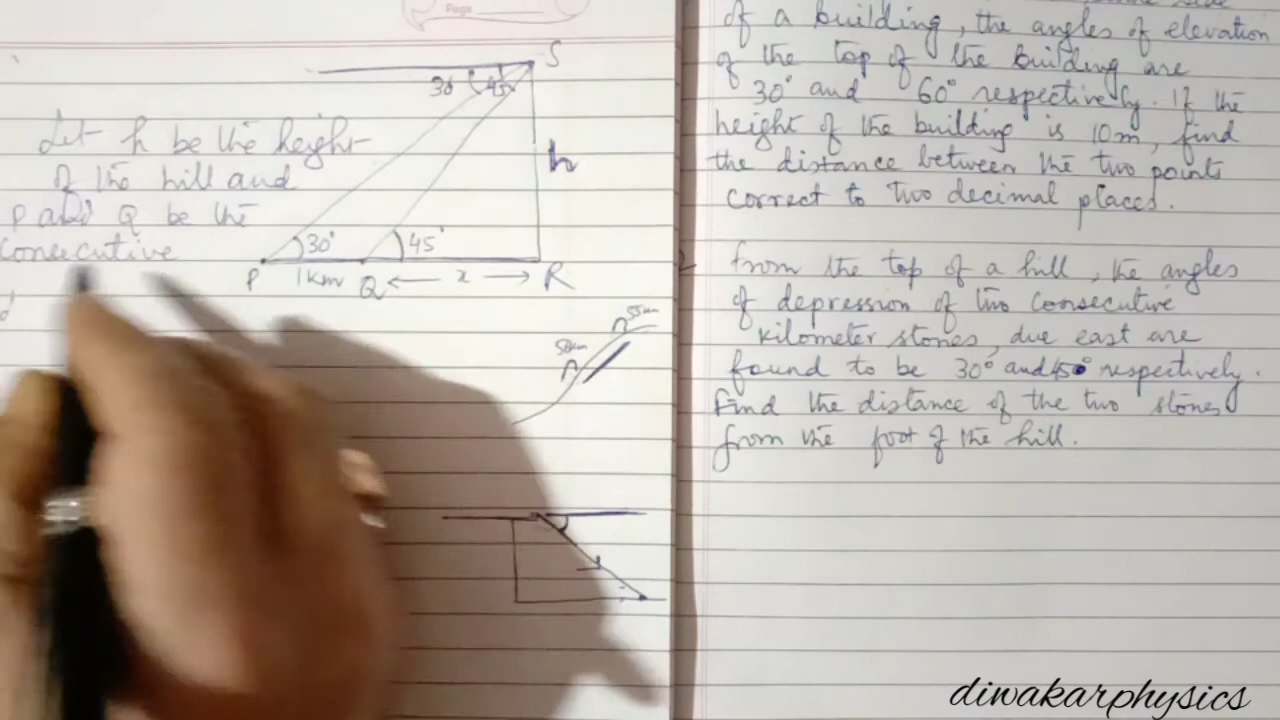 Page
S
30° 45°
Let h be the height
of the hill and
P and Q be the
consecutive
h
30° 45°
P 1km Q x R
50km 55km
of a building, the angles of elevation
of the top of the building are
30° and 60° respectively. If the
height of the building is 10m, find
the distance between the two points
correct to two decimal places.
from the top of a hill, the angles
of depression of two consecutive
kilometer stones, due east are
found to be 30° and 45° respectively.
Find the distance of the two stones
from the foot of the hill.
diwakarphysics